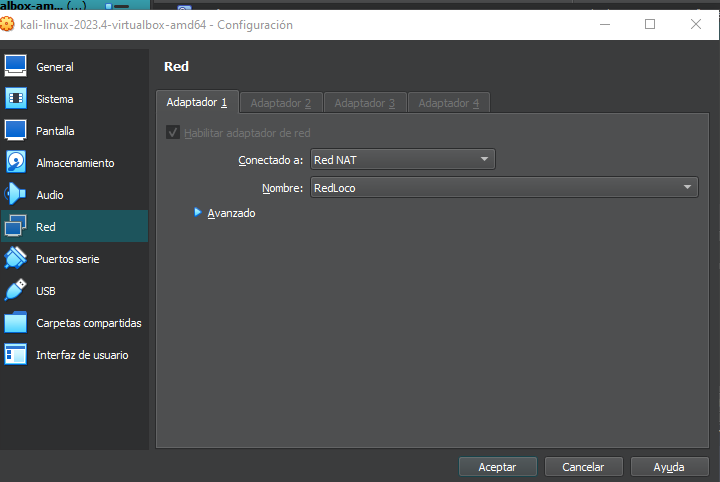 albox-am... (...)
kali-linux-2023.4-virtualbox-amd64 - Configuración
General
Sistema
Pantalla
Almacenamiento
Audio
Red
Puertos serie
USB
Carpetas compartidas
Interfaz de usuario
Red
Adaptador 1 Adaptador 2 Adaptador 3 Adaptador 4
Habilitar adaptador de red
Conectado a: Red NAT
Nombre: RedLoco
Avanzado
Aceptar Cancelar Ayuda